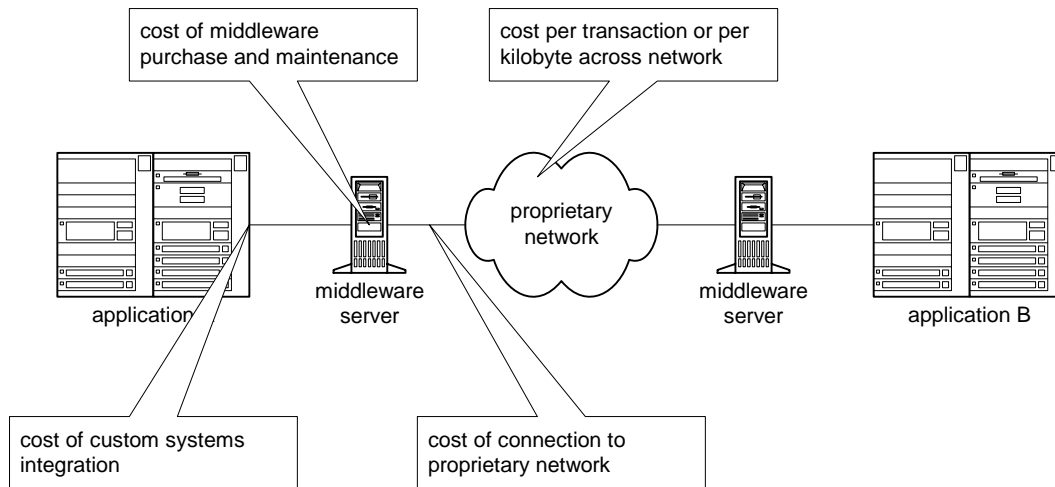 cost of middleware
purchase and maintenance
cost per transaction or per
kilobyte across network
proprietary
network
middleware
server
middleware
server
application
application B
cost of custom systems
integration
cost of connection to
proprietary network